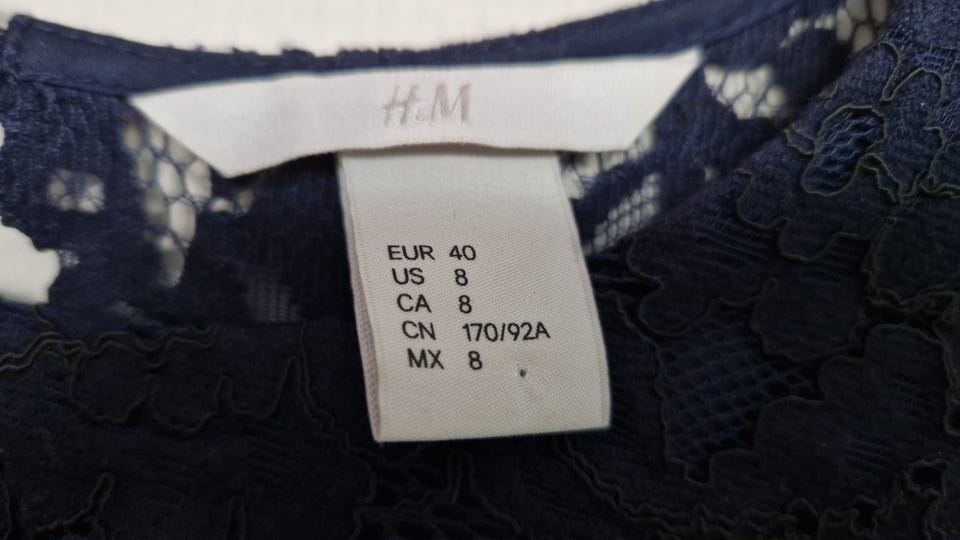 H&M
EUR 40
US 8
CA 8
CN 170/92A
MX 8